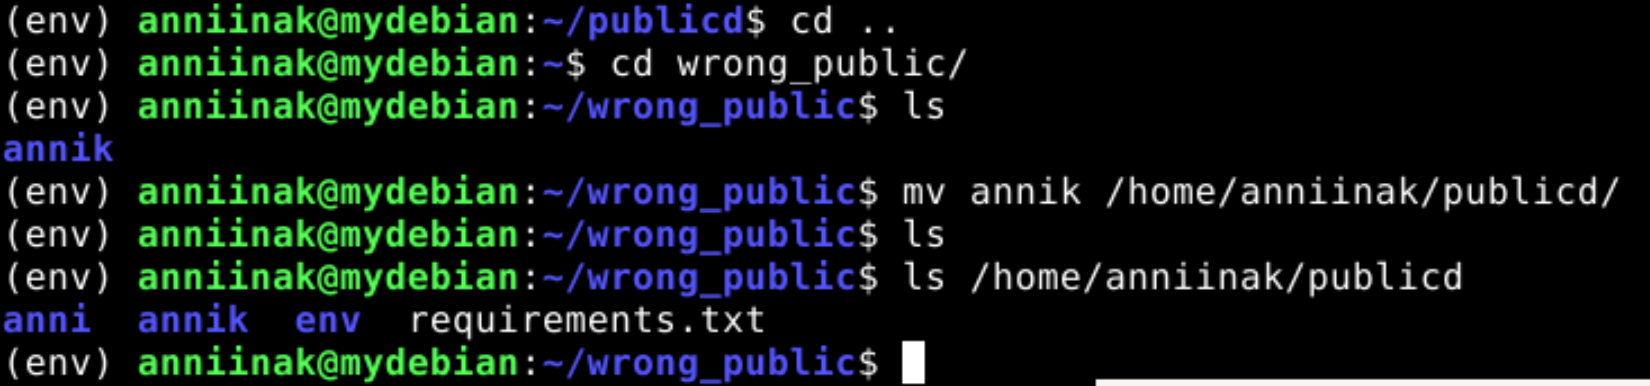 (env) anniinak@mydebian:~/publicd$ cd ..
(env) anniinak@mydebian:~$ cd wrong_public/
(env) anniinak@mydebian:~/wrong_public$ ls
annik
(env) anniinak@mydebian:~/wrong_public$ mv annik /home/anniinak/publicd/
(env) anniinak@mydebian:~/wrong_public$ ls
(env) anniinak@mydebian:~/wrong_public$ ls /home/anniinak/publicd
anni  annik  env  requirements.txt
(env) anniinak@mydebian:~/wrong_public$